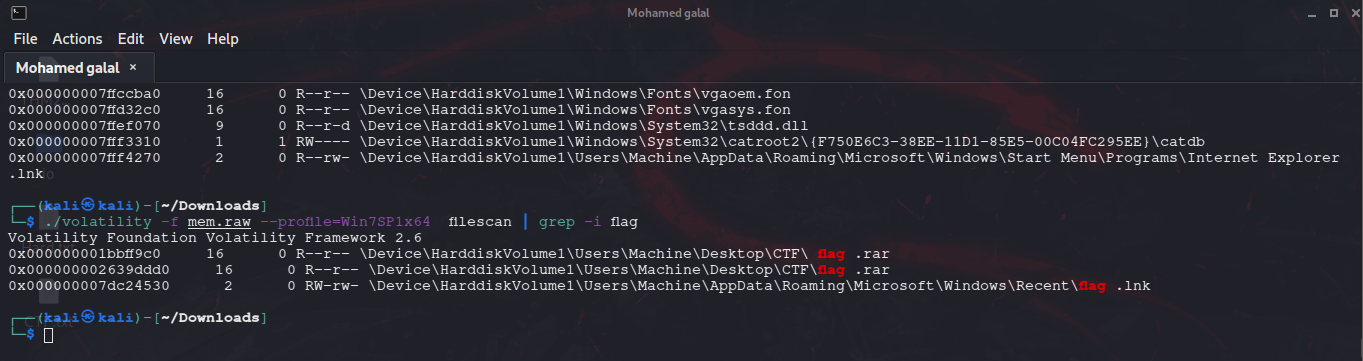 Mohamed galal
File Actions Edit View Help
Mohamed galal ×
0x000000007ffccba0 16 0 R--r-- \Device\HarddiskVolume1\Windows\Fonts\vgaoem.fon
0x000000007ffd32c0 16 0 R--r-- \Device\HarddiskVolume1\Windows\Fonts\vgasys.fon
0x000000007ffef070 9 0 R--r-d \Device\HarddiskVolume1\Windows\System32\tsddd.dll
0x000000007fff3310 1 1 RW---- \Device\HarddiskVolume1\Windows\System32\catroot2\{F750E6C3-38EE-11D1-85E5-00C04FC295EE}\catdb
0x000000007fff4270 2 0 R--rw- \Device\HarddiskVolume1\Users\Machine\AppData\Roaming\Microsoft\Windows\Start Menu\Programs\Internet Explorer
.lnk
┌──(kali㉿kali)-[~/Downloads]
└─$ ./volatility -f mem.raw --profile=Win7SP1x64 filescan | grep -i flag
Volatility Foundation Volatility Framework 2.6
0x000000001bbff9c0 16 0 R--r-- \Device\HarddiskVolume1\Users\Machine\Desktop\CTF\ flag .rar
0x000000002639ddd0 16 0 R--r-- \Device\HarddiskVolume1\Users\Machine\Desktop\CTF\flag .rar
0x000000007dc24530 2 0 RW-rw- \Device\HarddiskVolume1\Users\Machine\AppData\Roaming\Microsoft\Windows\Recent\flag .lnk
┌──(kali㉿kali)-[~/Downloads]
└─$